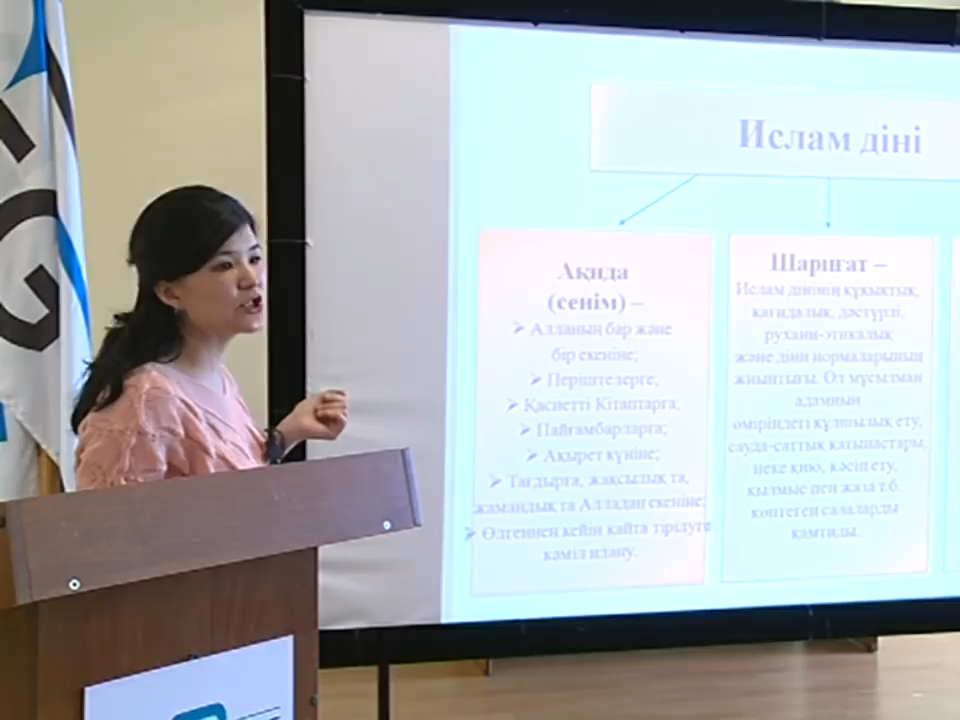 Ислам діні
Ақида
(сенім) –
➢ Алланың бар және
бір екеніне;
➢ Періштелерге;
➢ Қасиетті Кітаптарға;
➢ Пайғамбарларға;
➢ Ақырет күніне;
➢ Тағдырға, жақсылық та,
жамандық та Алладан екеніне;
➢ Өлгеннен кейін қайта тірілуге
кәміл илану.
Шариғат –
Ислам дінінің құқықтық,
қағидалық, дәстүрлі,
рухани-этикалық
және діни нормаларының
жиынтығы. Ол мұсылман
адамның
өміріндегі құлшылық ету,
сауда-саттық қатынастары,
неке қию, кәсіп ету,
қылмыс пен жаза т.б.
көптеген салаларды
қамтиды.